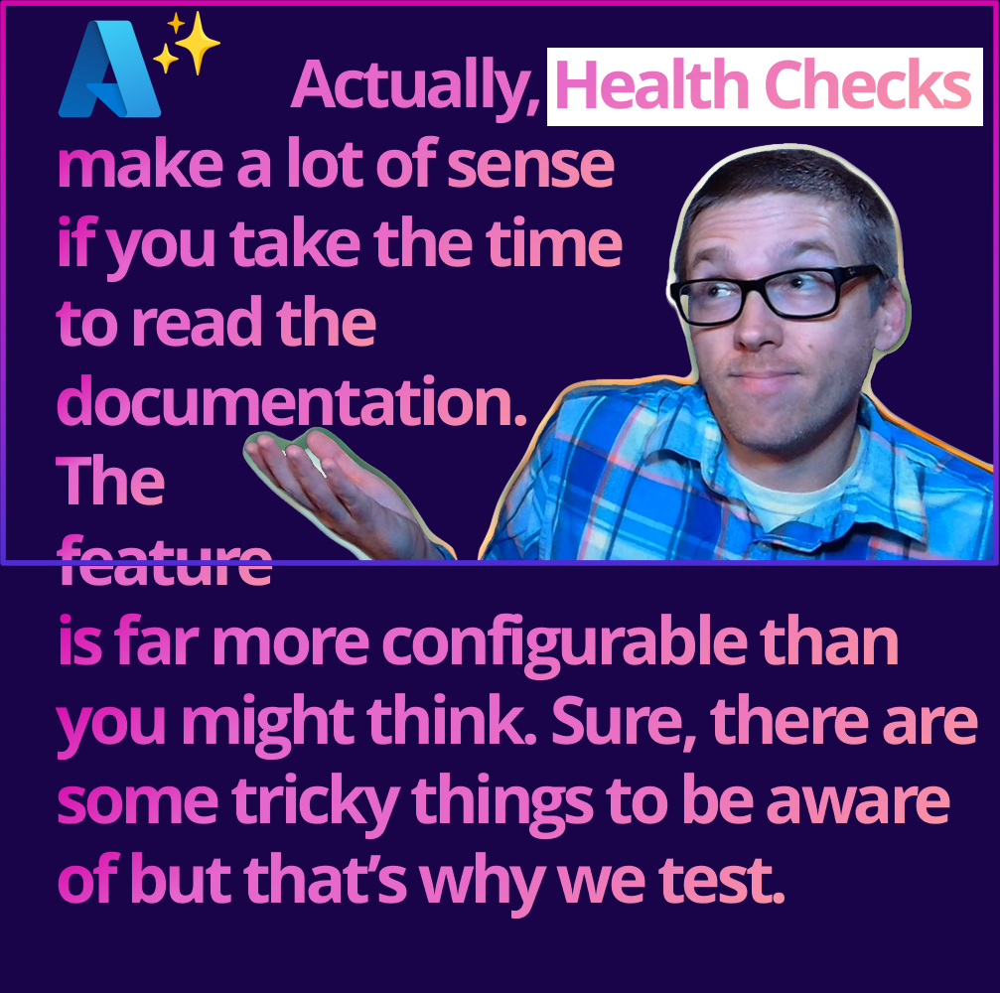 Actually, Health Checks
make a lot of sense
if you take the time
to read the
documentation.
The
feature
is far more configurable than
you might think. Sure, there are
some tricky things to be aware
of but that’s why we test.